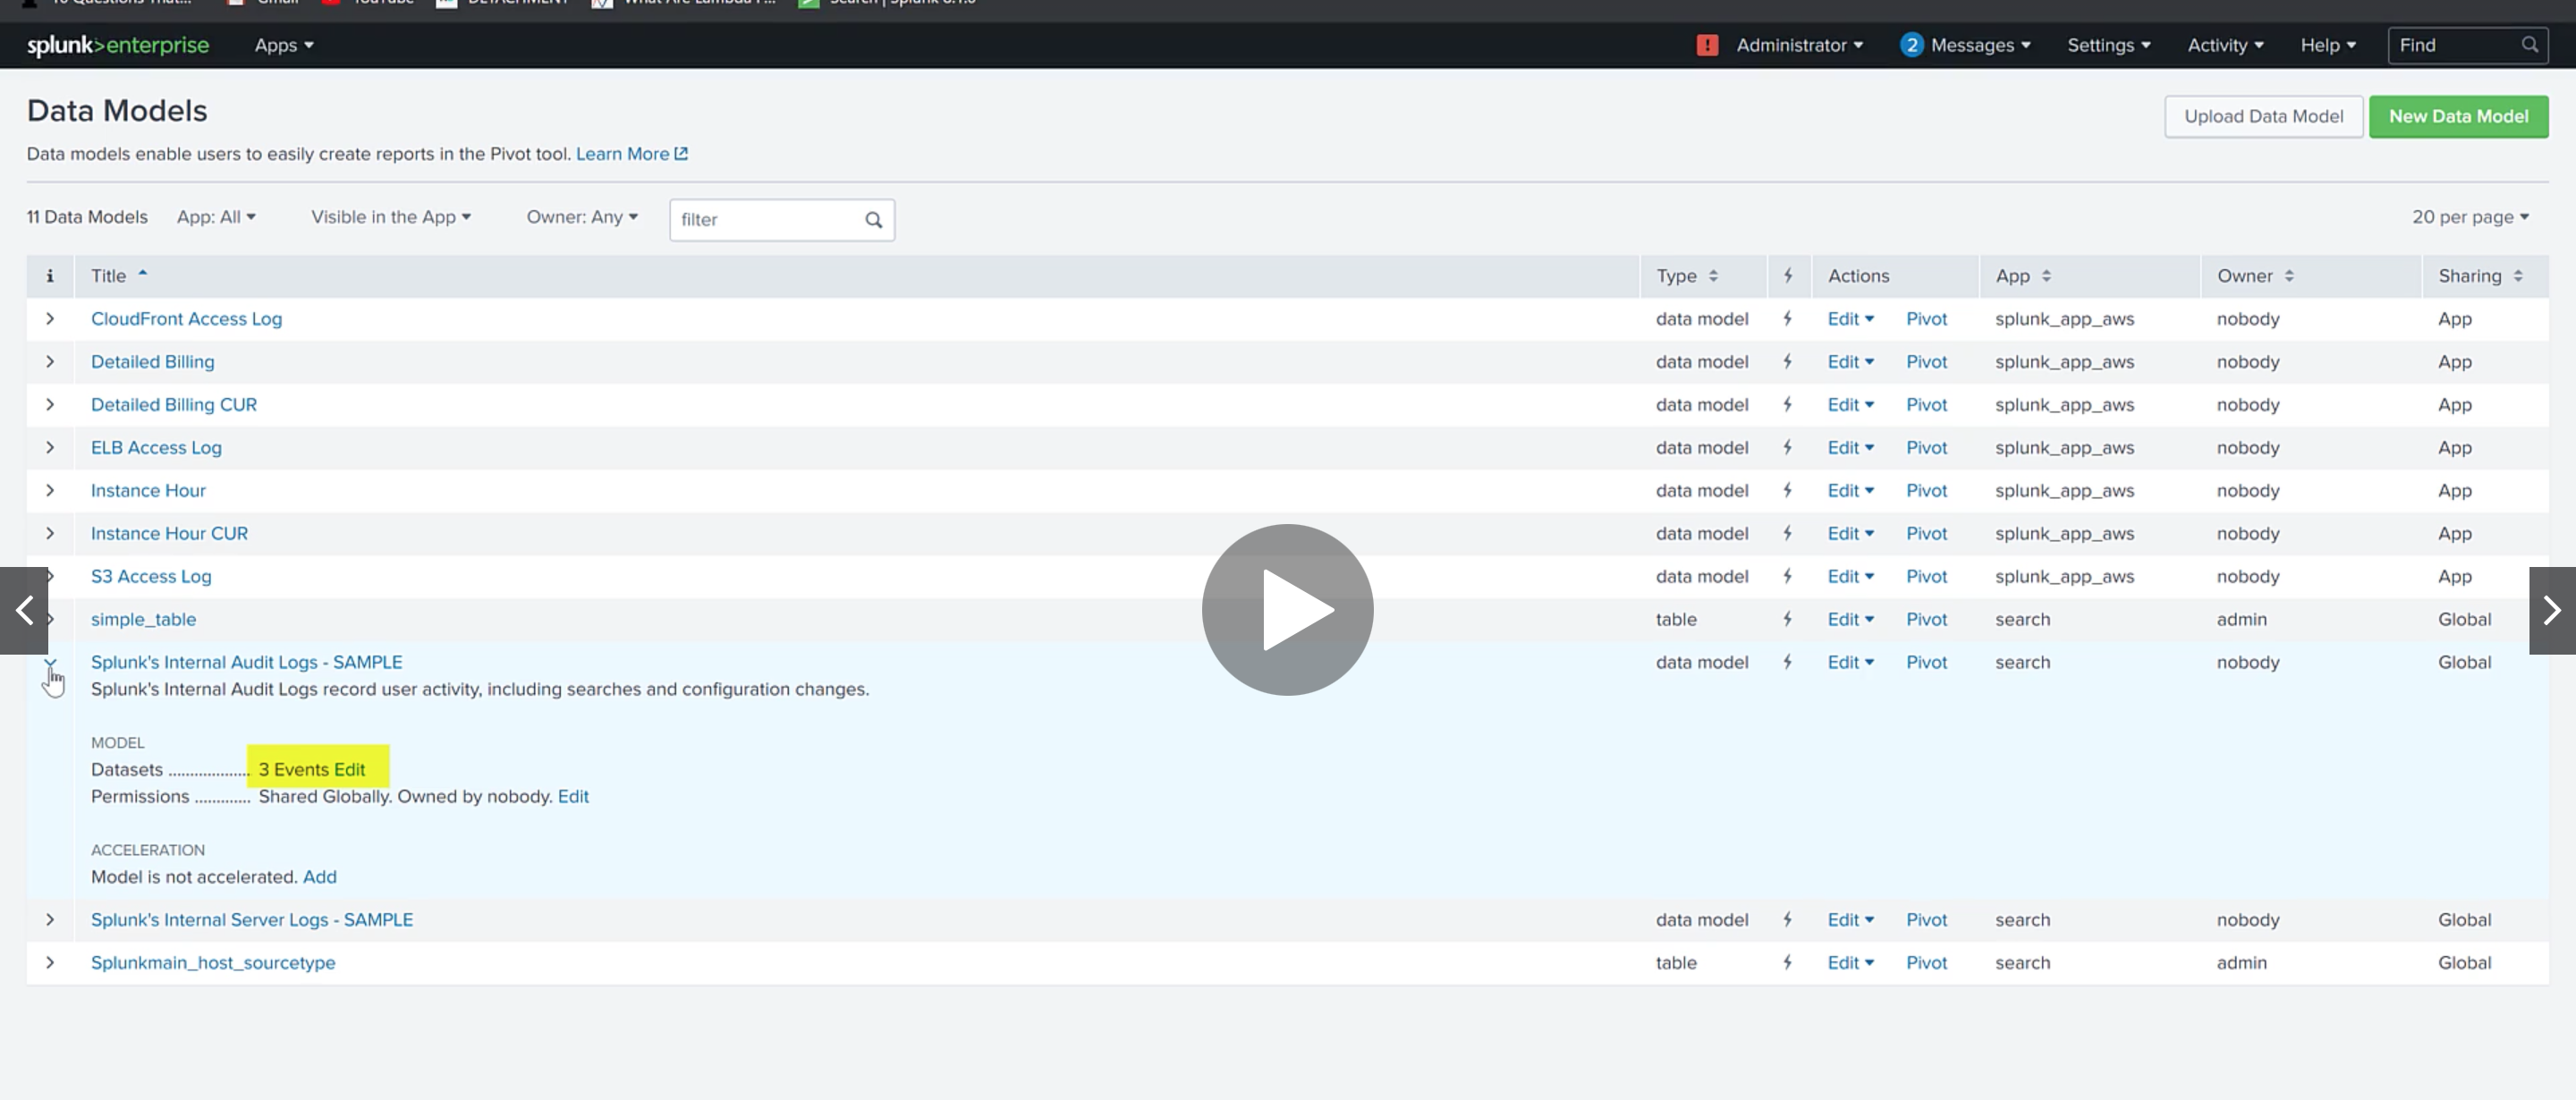 Gmail
YouTube
DETACHMENT
splunk>enterprise Apps Administrator 2 Messages Settings Activity Help Find
Data Models
Upload Data Model New Data Model
Data models enable users to easily create reports in the Pivot tool. Learn More
11 Data Models App: All Visible in the App Owner: Any filter 20 per page
i Title Type Actions App Owner Sharing
CloudFront Access Log data model Edit Pivot splunk_app_aws nobody App
Detailed Billing data model Edit Pivot splunk_app_aws nobody App
Detailed Billing CUR data model Edit Pivot splunk_app_aws nobody App
ELB Access Log data model Edit Pivot splunk_app_aws nobody App
Instance Hour data model Edit Pivot splunk_app_aws nobody App
Instance Hour CUR data model Edit Pivot splunk_app_aws nobody App
S3 Access Log data model Edit Pivot splunk_app_aws nobody App
simple_table table Edit Pivot search admin Global
Splunk's Internal Audit Logs - SAMPLE data model Edit Pivot search nobody Global
Splunk's Internal Audit Logs record user activity, including searches and configuration changes.
MODEL
Datasets ................... 3 Events Edit
Permissions ............. Shared Globally. Owned by nobody. Edit
ACCELERATION
Model is not accelerated. Add
Splunk's Internal Server Logs - SAMPLE data model Edit Pivot search nobody Global
Splunkmain_host_sourcetype table Edit Pivot search admin Global